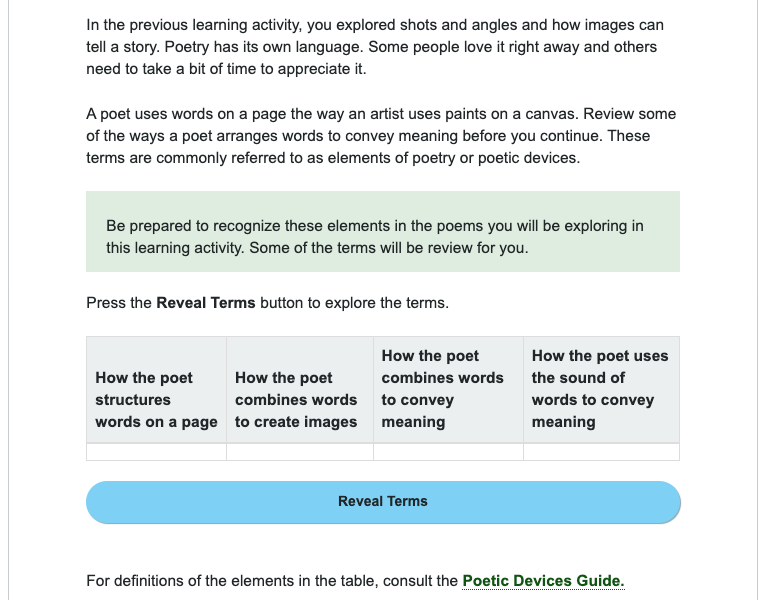 In the previous learning activity, you explored shots and angles and how images can
tell a story. Poetry has its own language. Some people love it right away and others
need to take a bit of time to appreciate it.
A poet uses words on a page the way an artist uses paints on a canvas. Review some
of the ways a poet arranges words to convey meaning before you continue. These
terms are commonly referred to as elements of poetry or poetic devices.
Be prepared to recognize these elements in the poems you will be exploring in
this learning activity. Some of the terms will be review for you.
Press the Reveal Terms button to explore the terms.
How the poet
structures
words on a page
How the poet
combines words
to create images
How the poet
combines words
to convey
meaning
How the poet uses
the sound of
words to convey
meaning
Reveal Terms
For definitions of the elements in the table, consult the Poetic Devices Guide.